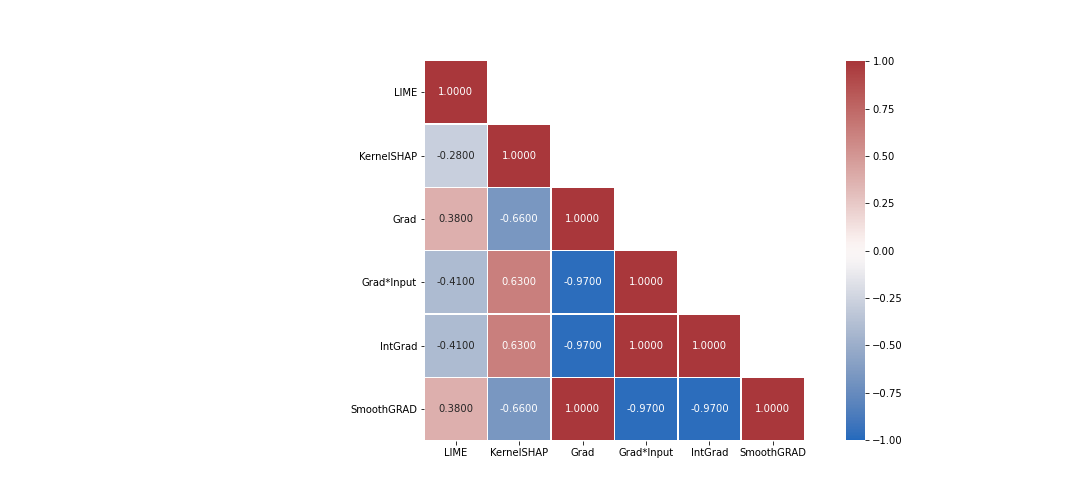 1.00
LIME 1.0000
0.75
KernelSHAP -0.2800 1.0000
0.50
Grad 0.3800 -0.6600 1.0000
0.25
0.00
Grad*Input -0.4100 0.6300 -0.9700 1.0000
−0.25
IntGrad -0.4100 0.6300 -0.9700 1.0000 1.0000
−0.50
−0.75
SmoothGRAD 0.3800 -0.6600 1.0000 -0.9700 -0.9700 1.0000
−1.00
LIME KernelSHAP Grad Grad*Input IntGrad SmoothGRAD